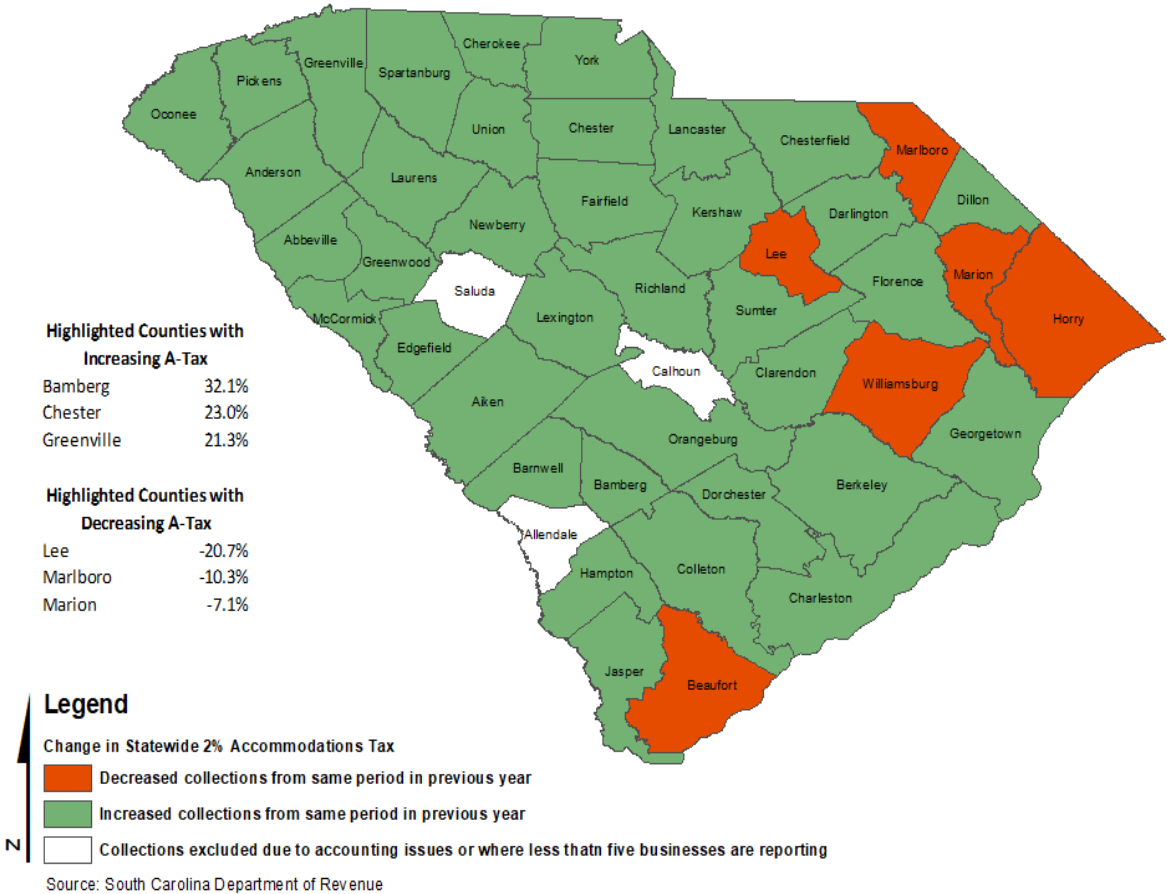 Cherokee
York
Greenville
Spartanburg
Pickens
Oconee
Union
Chester
Lancaster
Chesterfield
Marlboro
Anderson
Laurens
Dillon
Fairfield
Kershaw
Darlington
Newberry
Abbeville
Greenwood
Lee
Marion
Florence
Saluda
Richland
Sumter
Horry
McCormick
Lexington
Edgefield
Calhoun
Clarendon
Williamsburg
Aiken
Orangeburg
Georgetown
Barnwell
Bamberg
Dorchester
Berkeley
Allendale
Hampton
Colleton
Charleston
Jasper
Beaufort
Highlighted Counties with
Increasing A-Tax
Bamberg 32.1%
Chester 23.0%
Greenville 21.3%
Highlighted Counties with
Decreasing A-Tax
Lee -20.7%
Marlboro -10.3%
Marion -7.1%
Legend
Change in Statewide 2% Accommodations Tax
Decreased collections from same period in previous year
Increased collections from same period in previous year
Collections excluded due to accounting issues or where less thatn five businesses are reporting
N
Source: South Carolina Department of Revenue